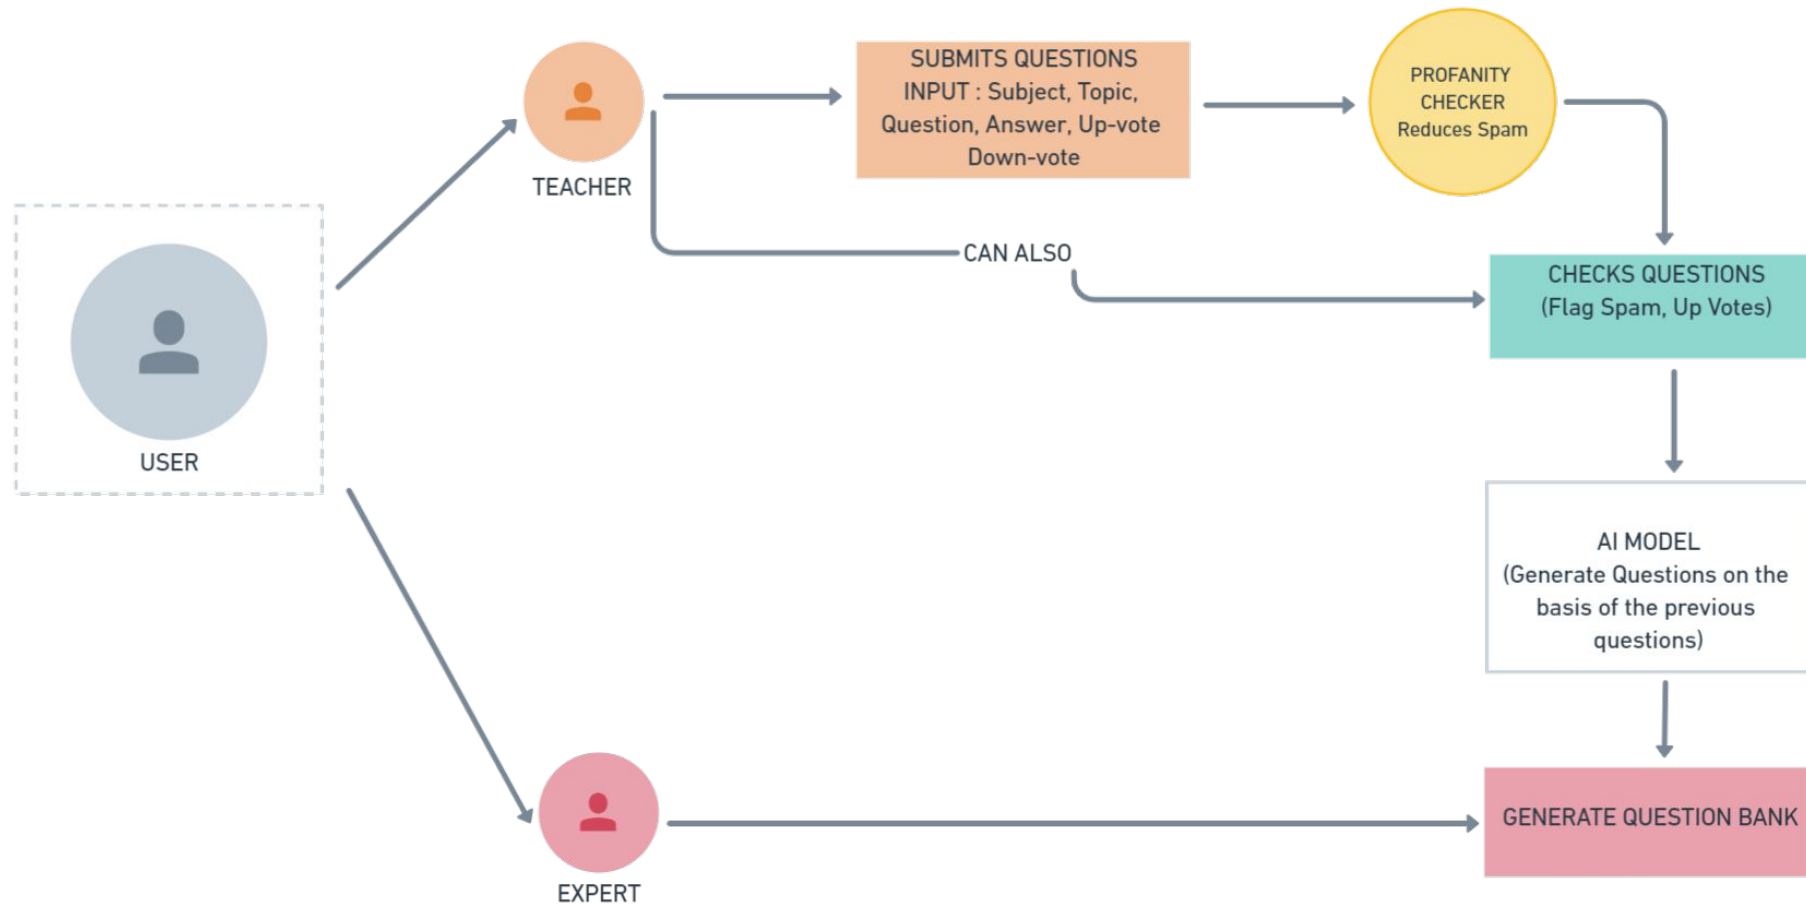 TEACHER
SUBMITS QUESTIONS
INPUT : Subject, Topic,
Question, Answer, Up-vote
Down-vote
PROFANITY
CHECKER
Reduces Spam
CAN ALSO
CHECKS QUESTIONS
(Flag Spam, Up Votes)
USER
AI MODEL
(Generate Questions on the
basis of the previous
questions)
GENERATE QUESTION BANK
EXPERT